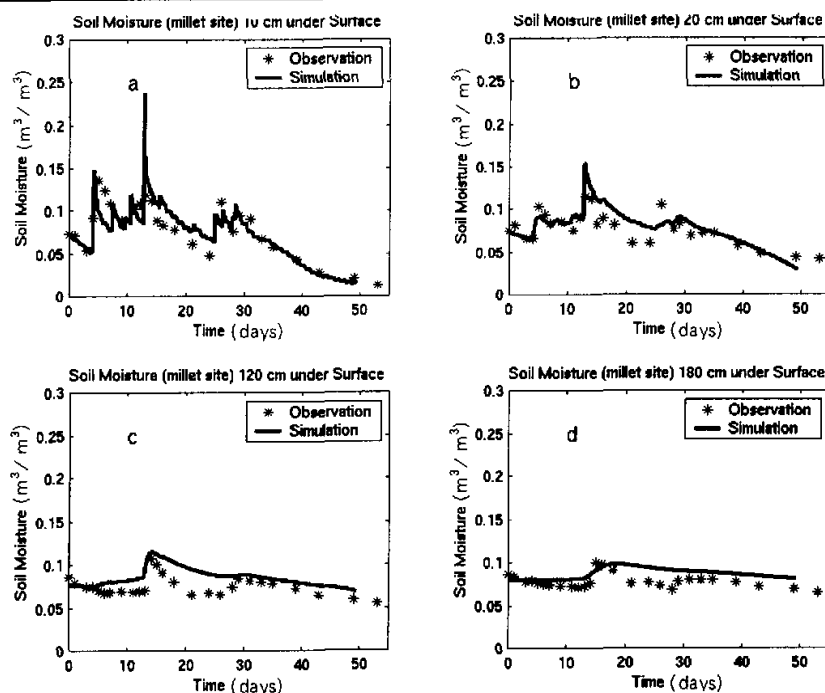 Soil Moisture (millet site) 10 cm under Surface
0.3
0.25
0.2
0.15
0.1
0.05
0
Soil Moisture (m³/ m³)
Observation
Simulation
a
0 10 20 30 40 50
Time (days)
Soil Moisture (millet site) 20 cm under Surface
0.3
0.25
0.2
0.15
0.1
0.05
0
Soil Moisture (m³/ m³)
Observation
Simulation
b
0 10 20 30 40 50
Time (days)
Soil Moisture (millet site) 120 cm under Surface
0.3
0.25
0.2
0.15
0.1
0.05
0
Soil Moisture (m³/ m³)
Observation
Simulation
c
0 10 20 30 40 50
Time (days)
Soil Moisture (millet site) 180 cm under Surface
0.3
0.25
0.2
0.15
0.1
0.05
0
Soil Moisture (m³/ m³)
Observation
Simulation
d
0 10 20 30 40 50
Time (days)